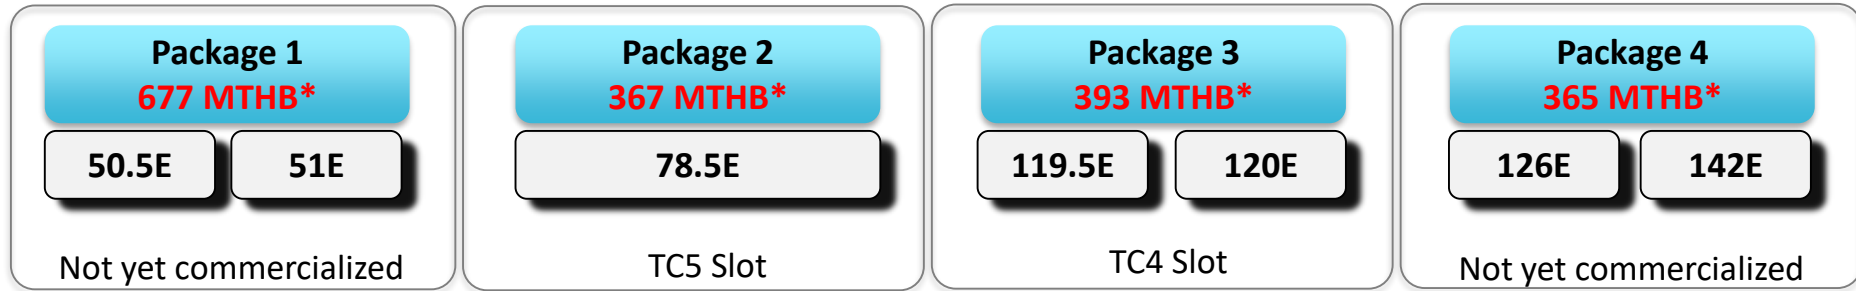 Package 1
677 MTHB*
50.5E
51E
Not yet commercialized
Package 2
367 MTHB*
78.5E
TC5 Slot
Package 3
393 MTHB*
119.5E
120E
TC4 Slot
Package 4
365 MTHB*
126E
142E
Not yet commercialized